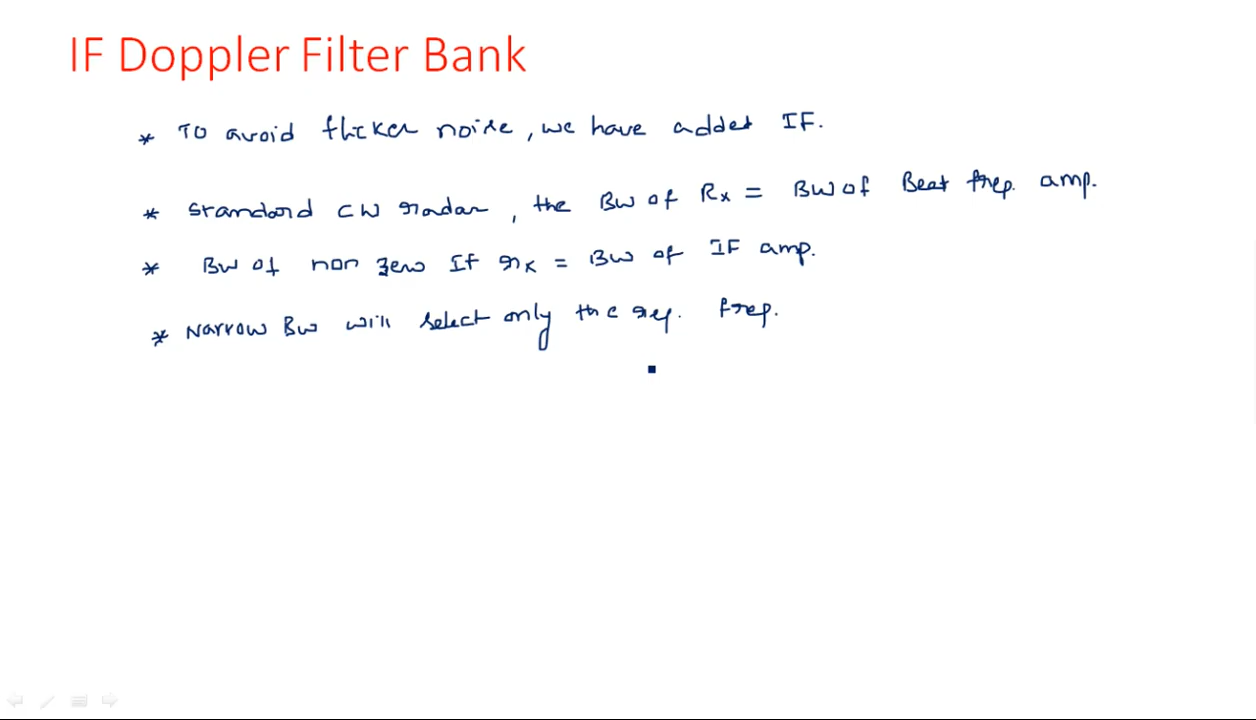 IF Doppler Filter Bank
* To avoid flicker noise, we have added IF.
* Standard CW radar, the BW of Rx = BW of Beat freq. amp.
* BW of non zero IF rx = BW of IF amp.
* Narrow BW will select only the req. freq.